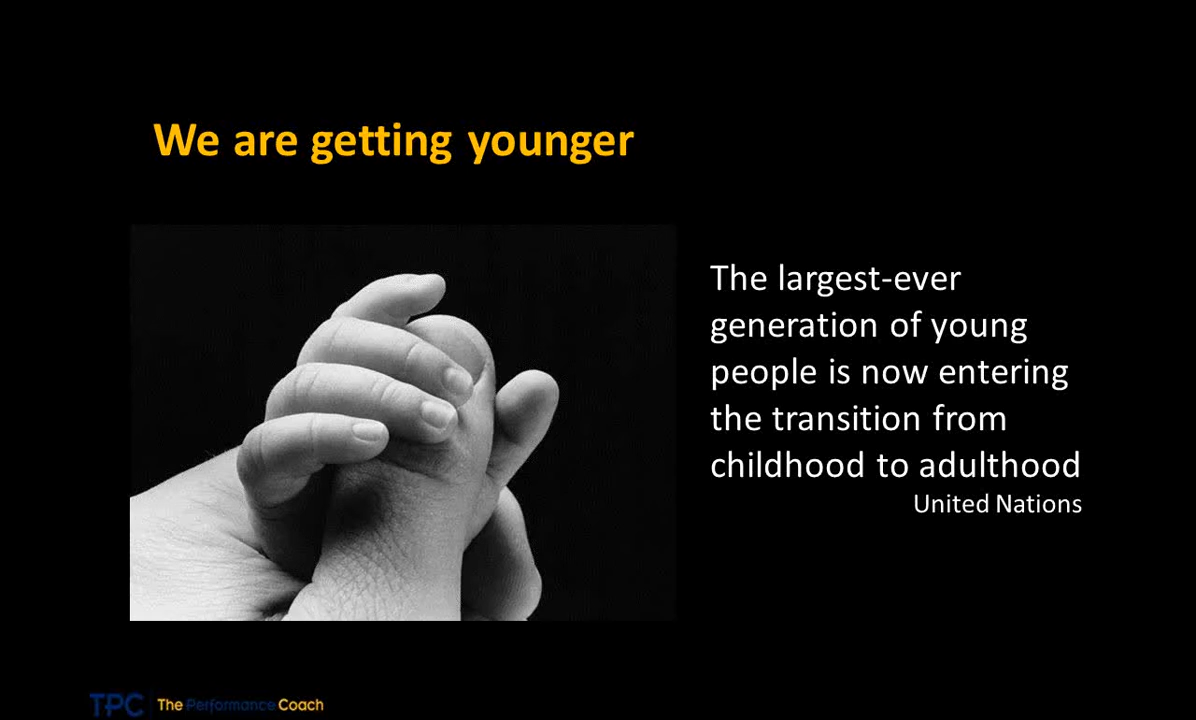 We are getting younger
The largest-ever
generation of young
people is now entering
the transition from
childhood to adulthood
United Nations
TPC The Performance Coach